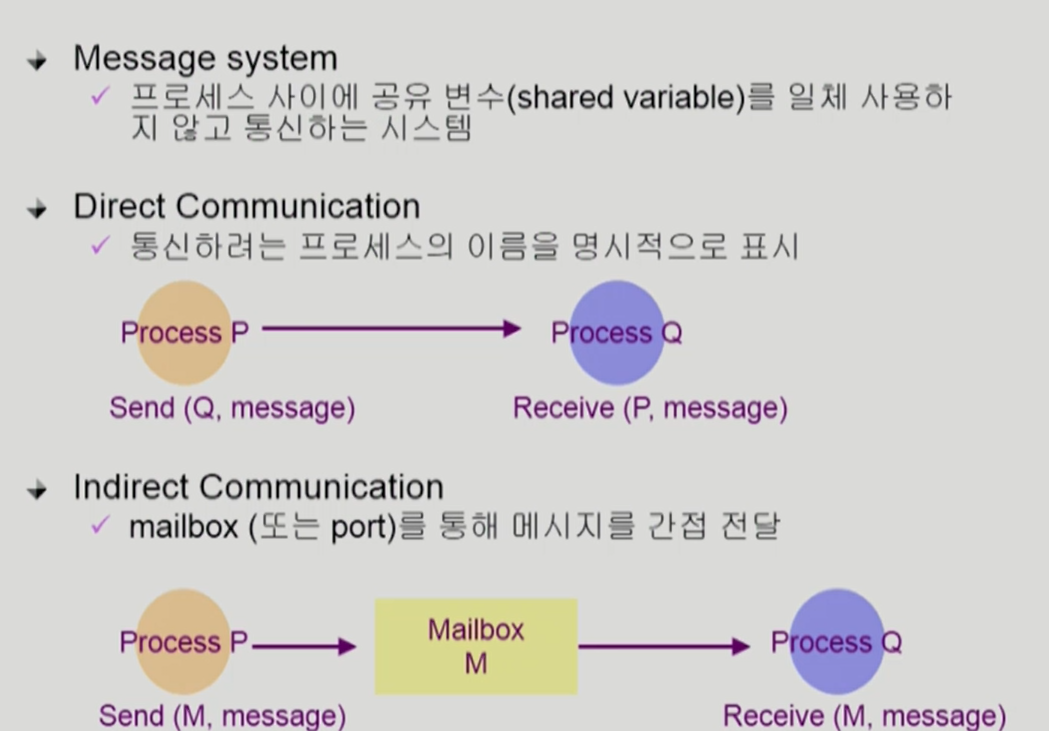 Message system
프로세스 사이에 공유 변수(shared variable)를 일체 사용하
지 않고 통신하는 시스템
Direct Communication
통신하려는 프로세스의 이름을 명시적으로 표시
Process P
Process Q
Send (Q, message)
Receive (P, message)
Indirect Communication
mailbox (또는 port)를 통해 메시지를 간접 전달
Process P
Mailbox
M
Process Q
Send (M, message)
Receive (M, message)